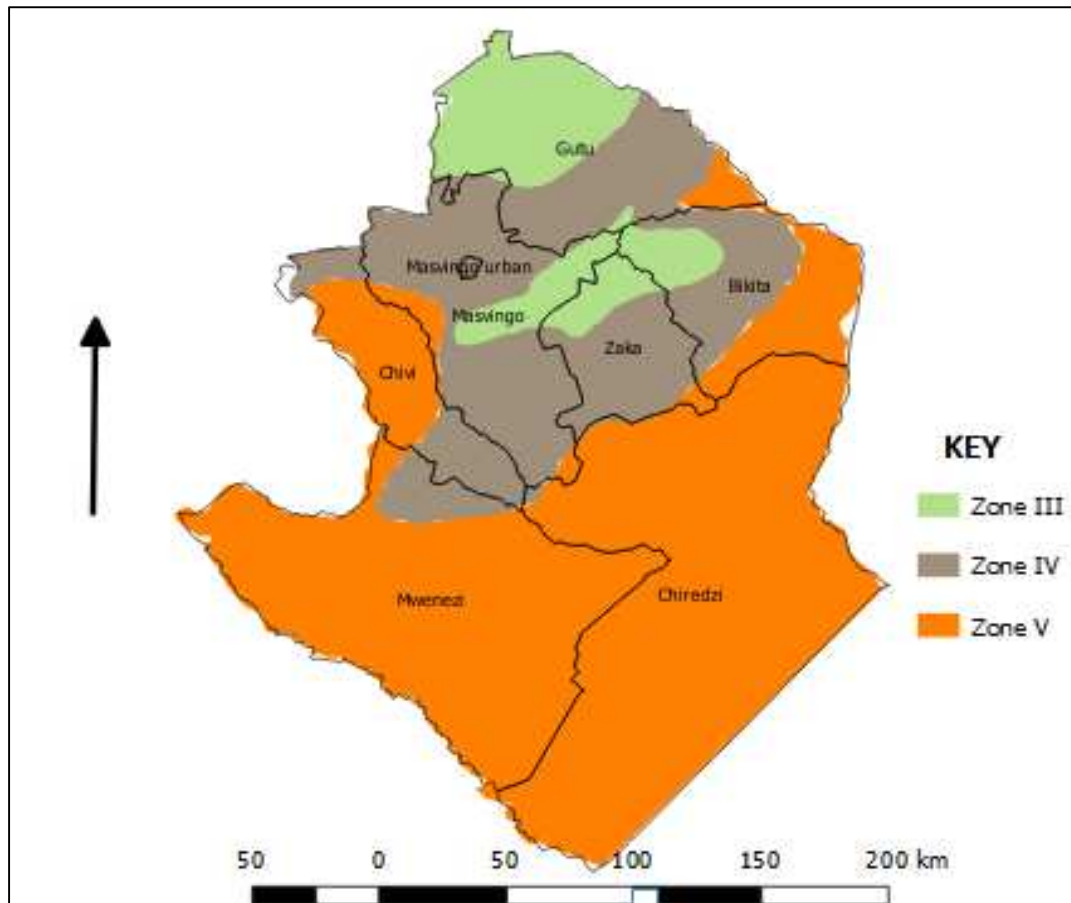 Gutu
Masvingo urban
Bikita
Masvingo
Zaka
Chivi
KEY
Zone III
Zone IV
Mwenezi
Chiredzi
Zone V
50 0 50 100 150 200 km